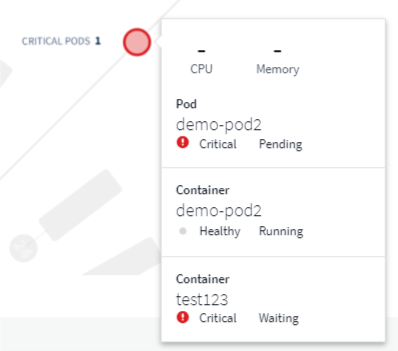 CRITICAL PODS 1
- -
CPU Memory
Pod
demo-pod2
Critical Pending
Container
demo-pod2
Healthy Running
Container
test123
Critical Waiting